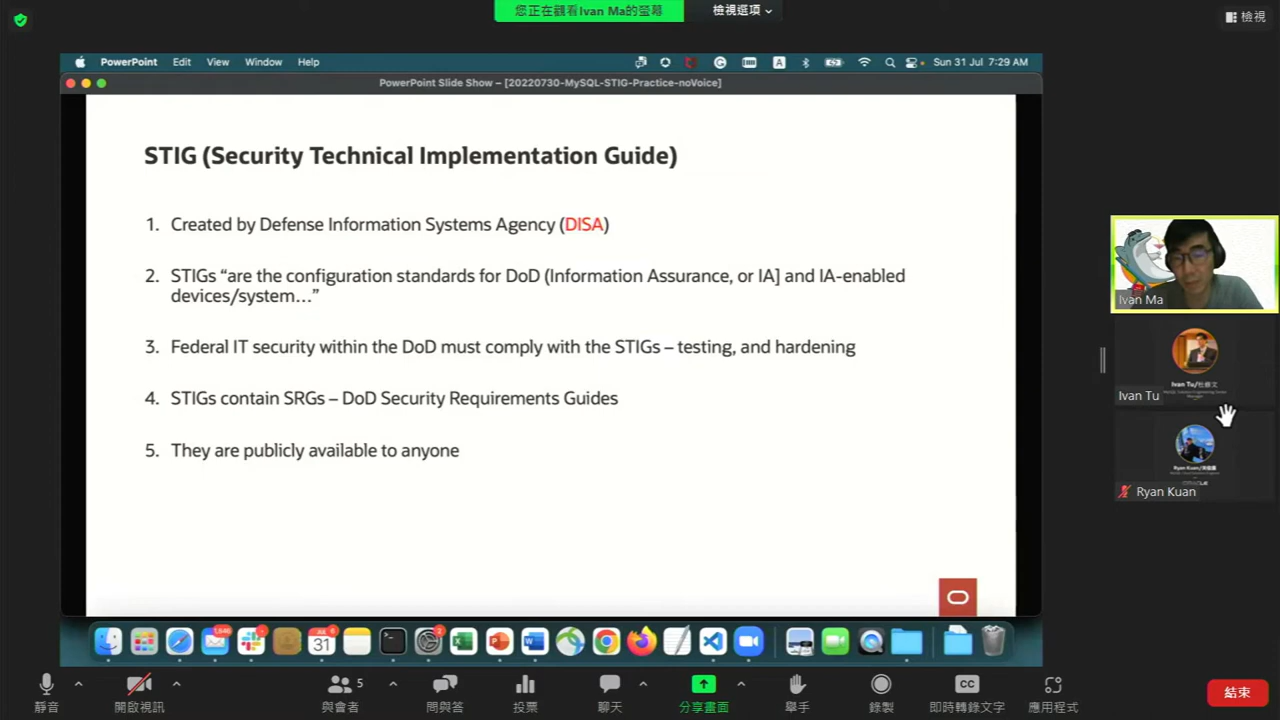 您正在觀看Ivan Ma的螢幕
檢視選項
檢視
PowerPoint Edit View Window Help
A
Sun 31 Jul 7:29 AM
PowerPoint Slide Show – [20220730-MySQL-STIG-Practice-noVoice]
STIG (Security Technical Implementation Guide)
1. Created by Defense Information Systems Agency (DISA)
2. STIGs “are the configuration standards for DoD (Information Assurance, or IA] and IA-enabled
devices/system…”
3. Federal IT security within the DoD must comply with the STIGs – testing, and hardening
4. STIGs contain SRGs – DoD Security Requirements Guides
5. They are publicly available to anyone
Ivan Ma
Ivan Tu
Ryan Kuan
JUL
31
CC
5
靜音
開啟視訊
與會者
問與答
投票
聊天
分享畫面
舉手
錄製
即時轉錄文字
應用程式
結束